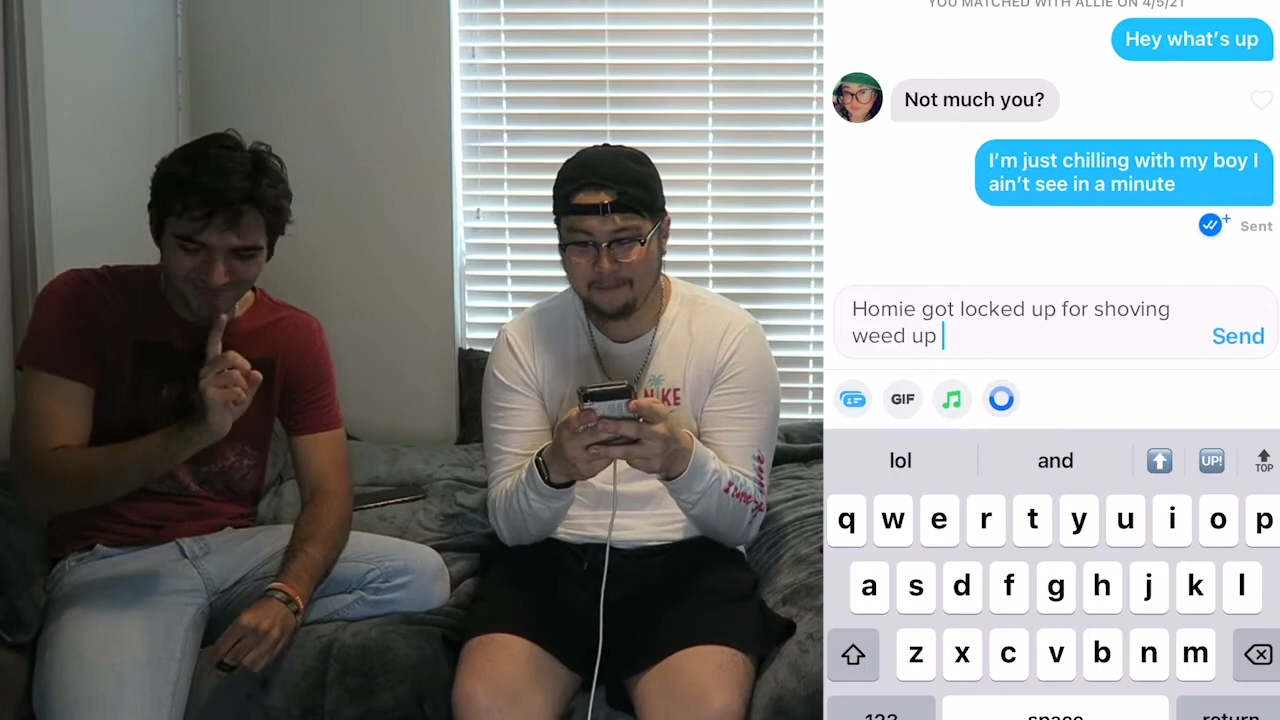 YOU MATCHED WITH ALLIE ON 4/5/21
Hey what's up
Not much you?
I'm just chilling with my boy I
ain't see in a minute
Sent
Homie got locked up for shoving
weed up
Send
GIF
lol and UP! TOP
q w e r t y u i o p
a s d f g h j k l
z x c v b n m
123 space return
NIKE